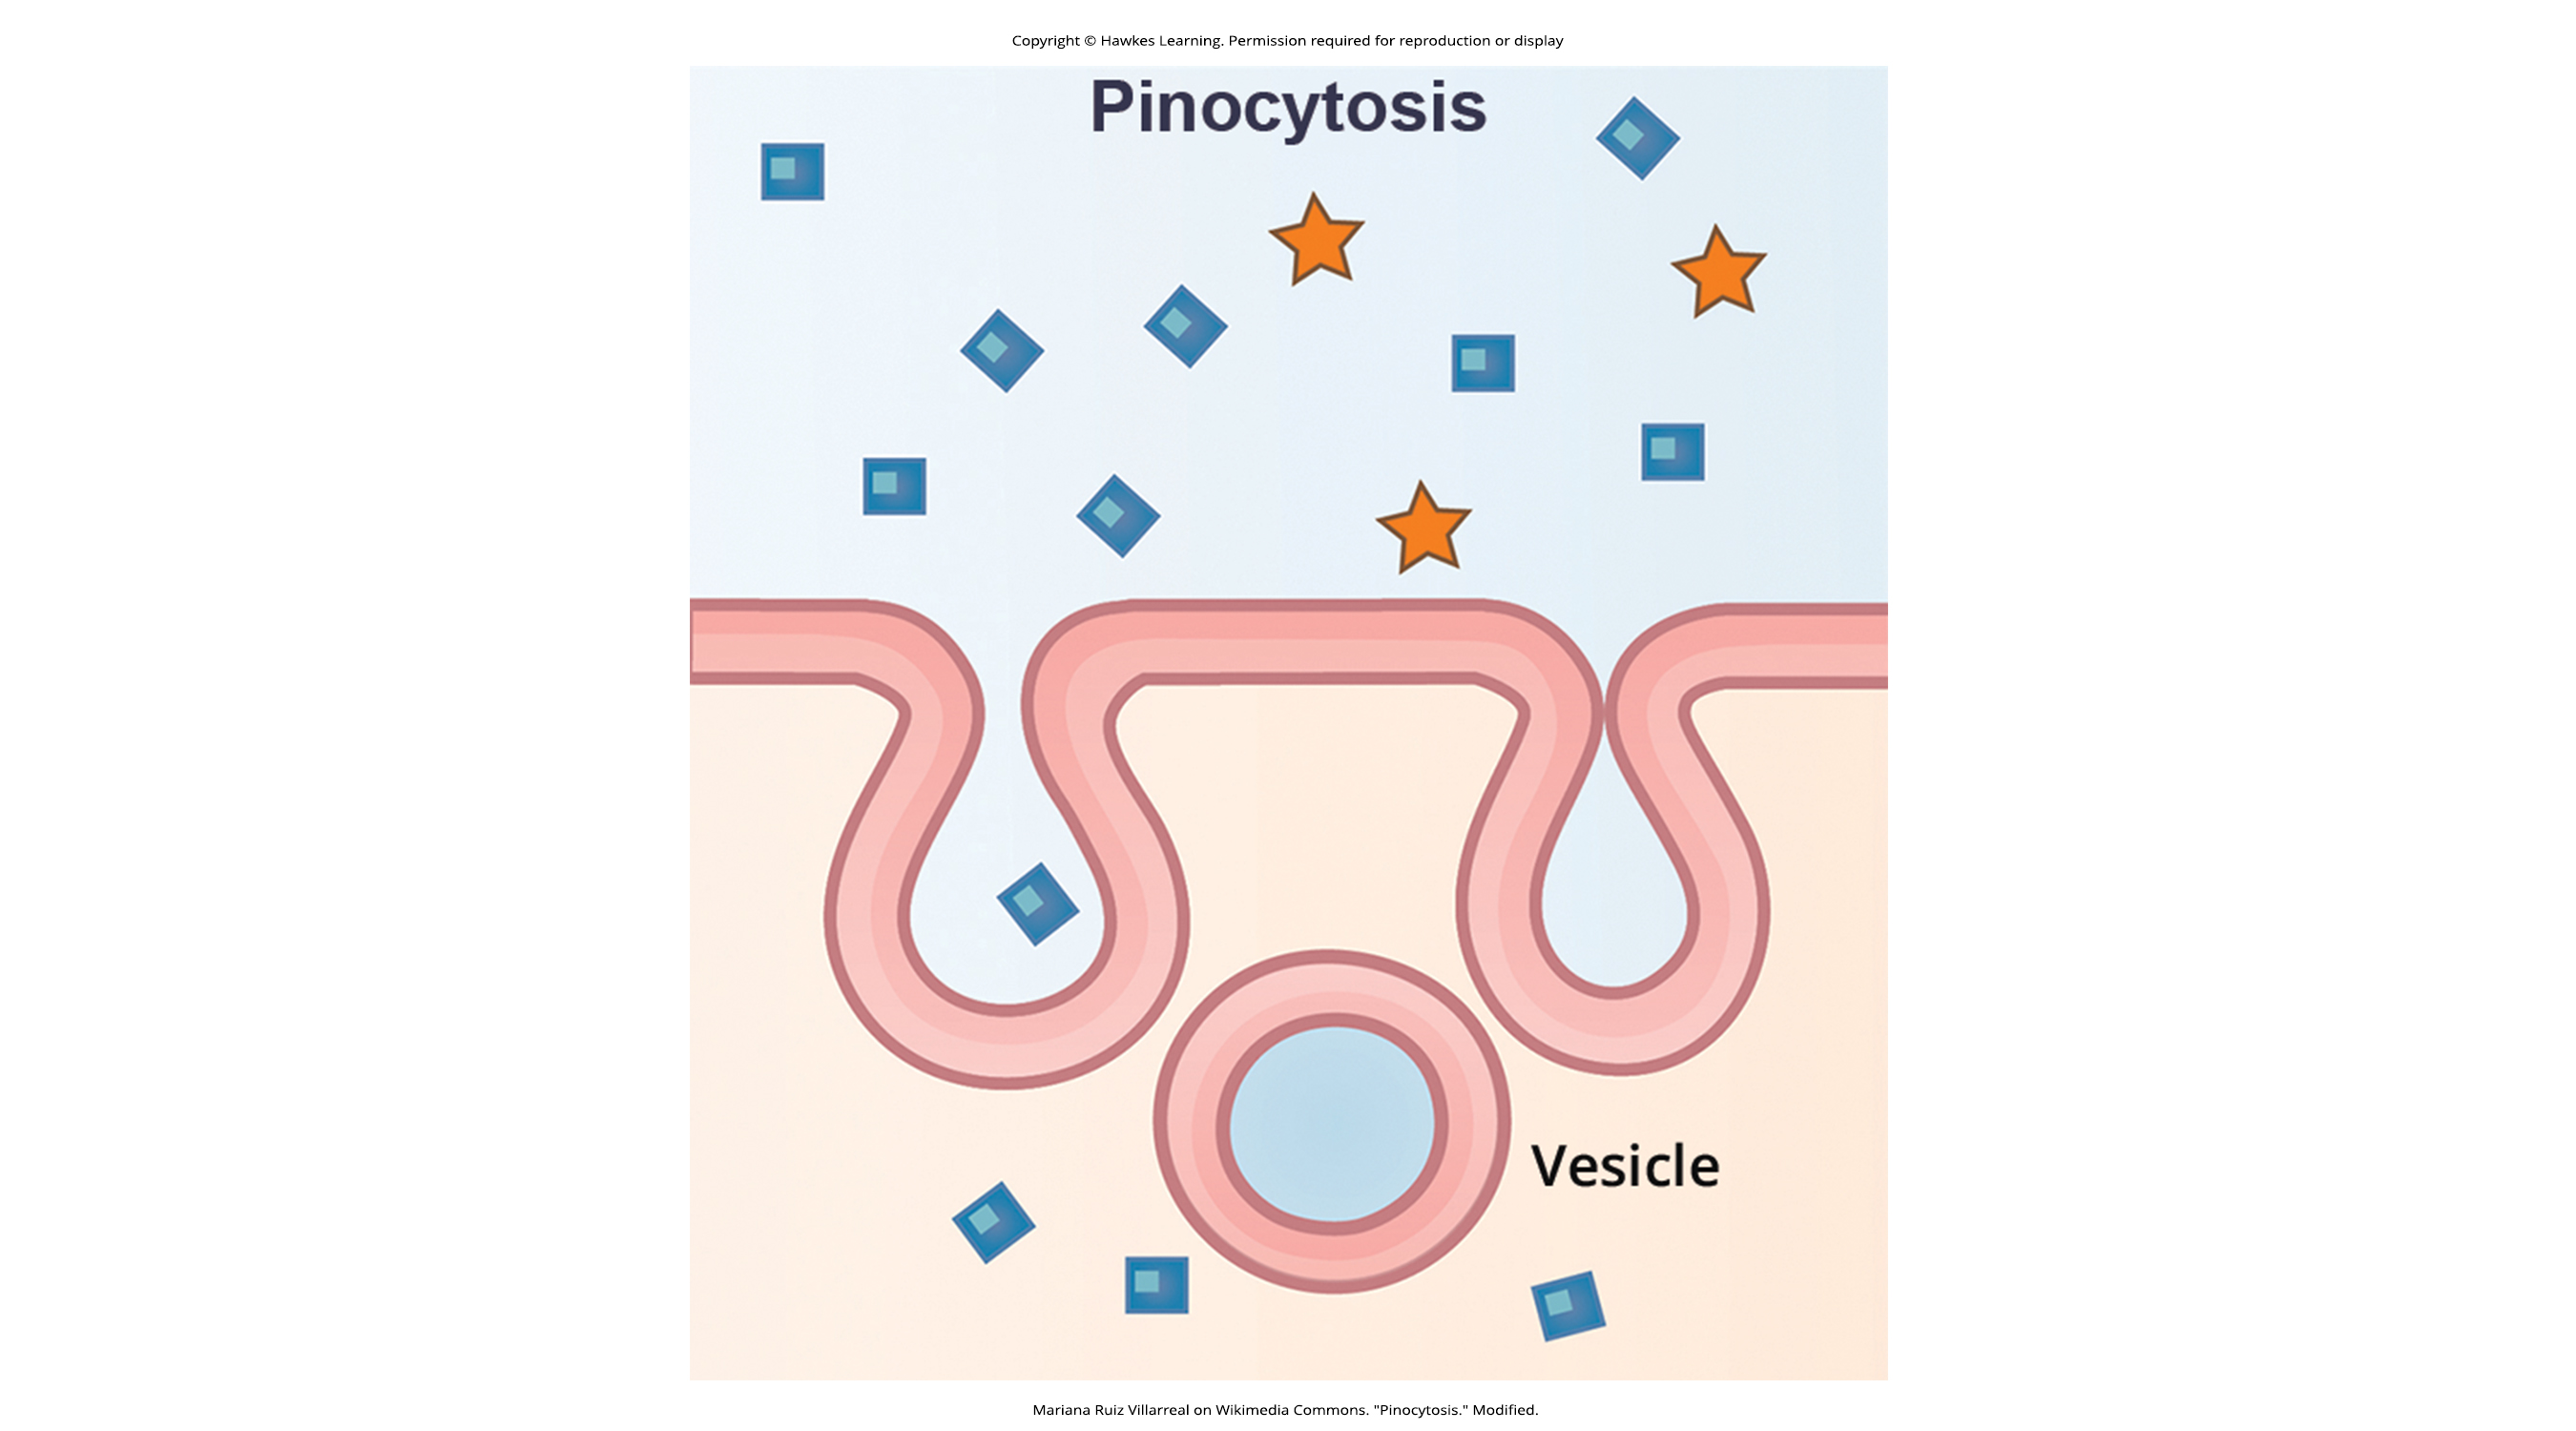 Copyright © Hawkes Learning. Permission required for reproduction or display
Pinocytosis
Vesicle
Mariana Ruiz Villarreal on Wikimedia Commons. "Pinocytosis." Modified.